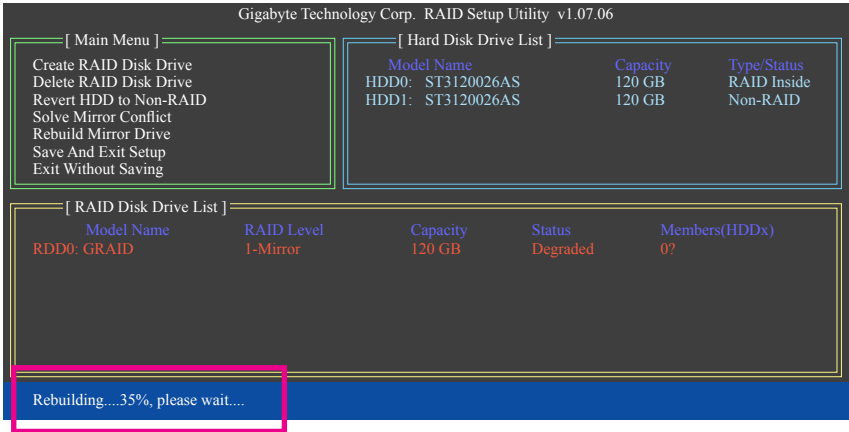 Gigabyte Technology Corp. RAID Setup Utility v1.07.06
[ Main Menu ]
Create RAID Disk Drive
Delete RAID Disk Drive
Revert HDD to Non-RAID
Solve Mirror Conflict
Rebuild Mirror Drive
Save And Exit Setup
Exit Without Saving
[ Hard Disk Drive List ]
Model Name Capacity Type/Status
HDD0: ST3120026AS 120 GB RAID Inside
HDD1: ST3120026AS 120 GB Non-RAID
[ RAID Disk Drive List ]
Model Name RAID Level Capacity Status Members(HDDx)
RDD0: GRAID 1-Mirror 120 GB Degraded 0?
Rebuilding....35%, please wait....